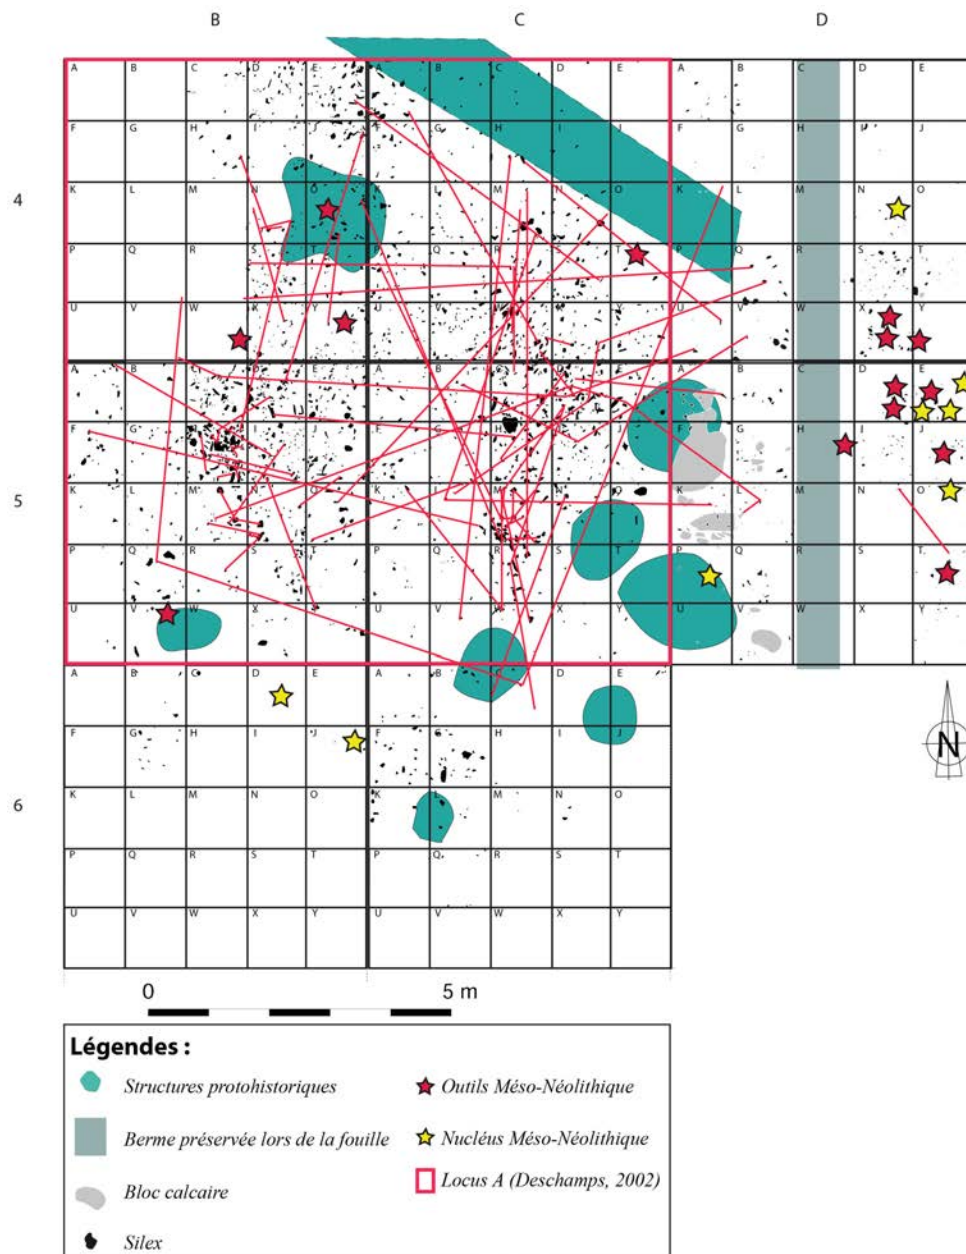 B C D
A B C D E A B C D E A B C D E
F G H I J F G H I J F G H I J
4
K L M N O K L M N O K L M N O
P Q R S T P Q R S T P Q R S T
U V W X Y U V W X Y U V W X Y
A B C D E A B C D E A B C D E
F G H I J F G H I J F G H I J
5
K L M N O K L M N O K L M N O
P Q R S T P Q R S T P Q R S T
U V W X Y U V W X Y U V W X Y
A B C D E A B C D E
F G H I J F G H I J
N
6
K L M N O K L M N O
P Q R S T P Q R S T
U V W X Y U V W X Y
0 5 m
Légendes :
Structures protohistoriques
Berme préservée lors de la fouille
Bloc calcaire
Silex
Outils Méso-Néolithique
Nucléus Méso-Néolithique
Locus A (Deschamps, 2002)